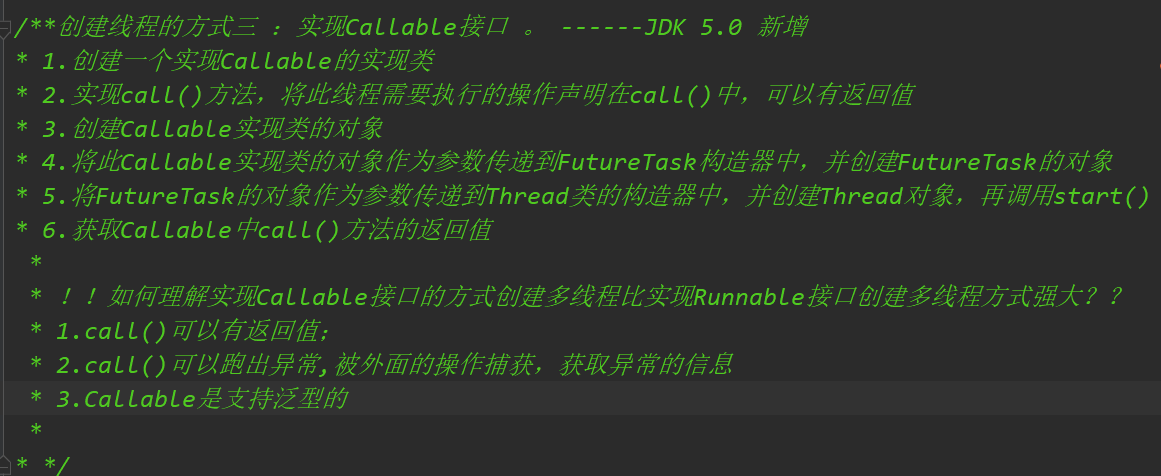 /**创建线程的方式三 : 实现Callable接口 。 ------JDK 5.0 新增
* 1.创建一个实现Callable的实现类
* 2.实现call()方法，将此线程需要执行的操作声明在call()中，可以有返回值
* 3.创建Callable实现类的对象
* 4.将此Callable实现类的对象作为参数传递到FutureTask构造器中，并创建FutureTask的对象
* 5.将FutureTask的对象作为参数传递到Thread类的构造器中，并创建Thread对象，再调用start()
* 6.获取Callable中call()方法的返回值
*
* ！！如何理解实现Callable接口的方式创建多线程比实现Runnable接口创建多线程方式强大？？
* 1.call()可以有返回值；
* 2.call()可以跑出异常,被外面的操作捕获，获取异常的信息
* 3.Callable是支持泛型的
*
* */